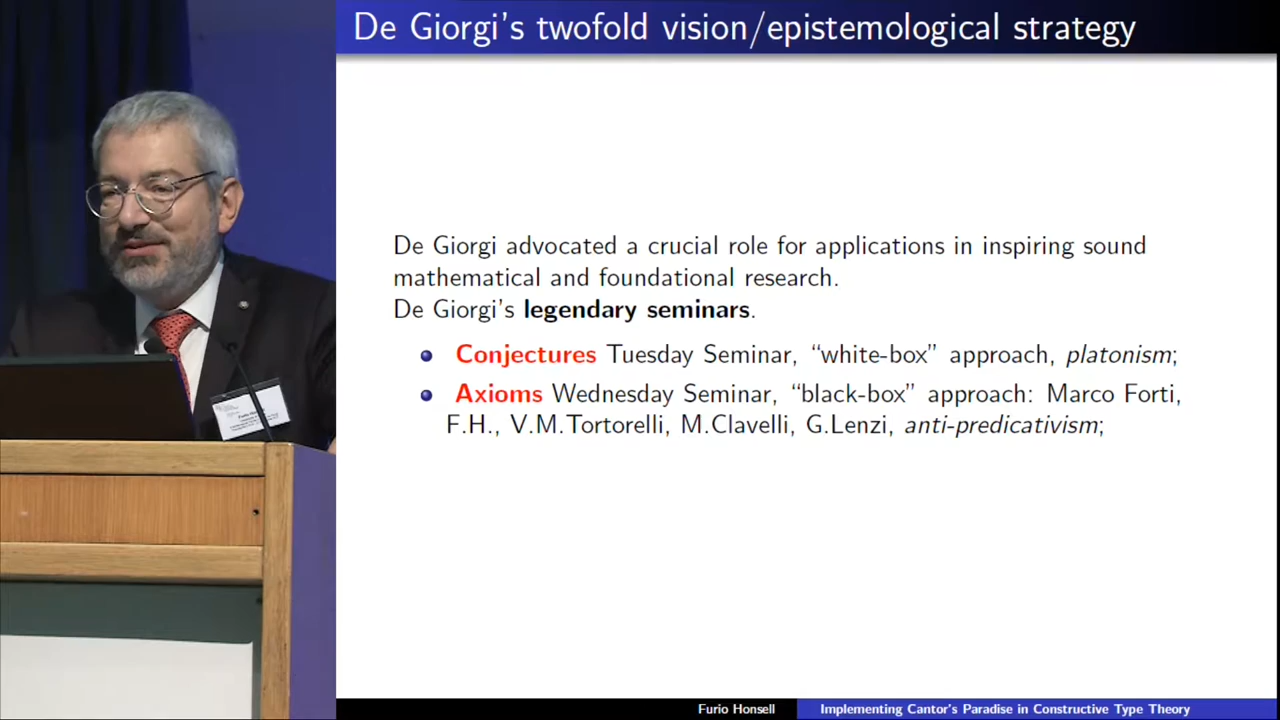 De Giorgi's twofold vision/epistemological strategy
De Giorgi advocated a crucial role for applications in inspiring sound
mathematical and foundational research.
De Giorgi's legendary seminars.
Conjectures Tuesday Seminar, “white-box” approach, platonism;
Axioms Wednesday Seminar, “black-box” approach: Marco Forti,
F.H., V.M.Tortorelli, M.Clavelli, G.Lenzi, anti-predicativism;
Furio Honsell
Implementing Cantor's Paradise in Constructive Type Theory